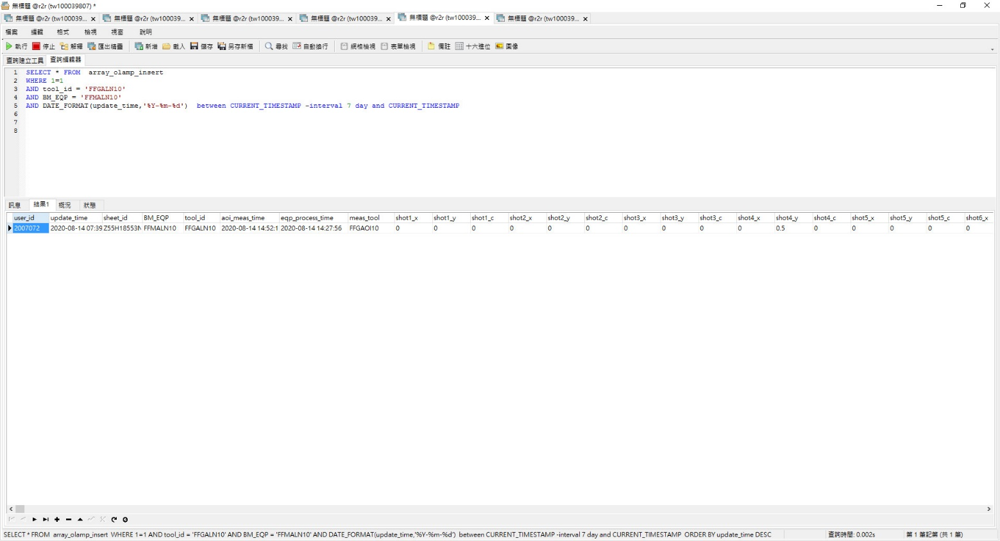 無標題 @r2r (tw100039807) *
無標題 @r2r (tw100039... 無標題 @r2r (tw100039... 無標題 @r2r (tw100039... 無標題 @r2r (tw100039... 無標題 @r2r (tw100039... 無標題 @r2r (tw100039...
檔案 編輯 格式 檢視 視窗 說明
執行 停止 解釋 匯出精靈 新增 載入 儲存 另存新檔 尋找 自動換行 網格檢視 表單檢視 備註 十六進位 圖像
查詢建立工具 查詢編輯器
1 SELECT * FROM array_olamp_insert
2 WHERE 1=1
3 AND tool_id = 'FFGALN10'
4 AND BM_EQP = 'FFMALN10'
5 AND DATE_FORMAT(update_time,'%Y-%m-%d') between CURRENT_TIMESTAMP -interval 7 day and CURRENT_TIMESTAMP
6
7
8
訊息 結果1 概況 狀態
user_id update_time sheet_id BM_EQP tool_id aoi_meas_time eqp_process_time meas_tool shot1_x shot1_y shot1_c shot2_x shot2_y shot2_c shot3_x shot3_y shot3_c shot4_x shot4_y shot4_c shot5_x shot5_y shot5_c shot6_x
2007072 2020-08-14 07:39 Z55H18553N FFMALN10 FFGALN10 2020-08-14 14:52:1 2020-08-14 14:27:56 FFGAOI10 0 0 0 0 0 0 0 0 0 0 0.5 0 0 0 0 0
SELECT * FROM array_olamp_insert WHERE 1=1 AND tool_id = 'FFGALN10' AND BM_EQP = 'FFMALN10' AND DATE_FORMAT(update_time,'%Y-%m-%d') between CURRENT_TIMESTAMP -interval 7 day and CURRENT_TIMESTAMP ORDER BY update_time DESC 查詢時間: 0.002s 第 1 筆記第 (共 1 筆)